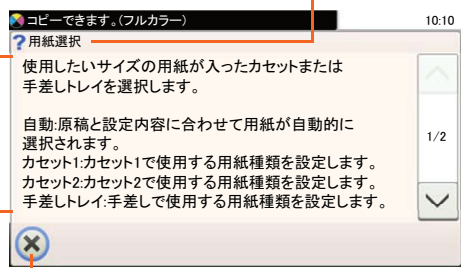 コピーできます。(フルカラー)
10:10
?用紙選択
使用したいサイズの用紙が入ったカセットまたは
手差しトレイを選択します。
自動:原稿と設定内容に合わせて用紙が自動的に
選択されます。
カセット1:カセット1で使用する用紙種類を設定します。
カセット2:カセット2で使用する用紙種類を設定します。
手差しトレイ:手差しで使用する用紙種類を設定します。
1/2